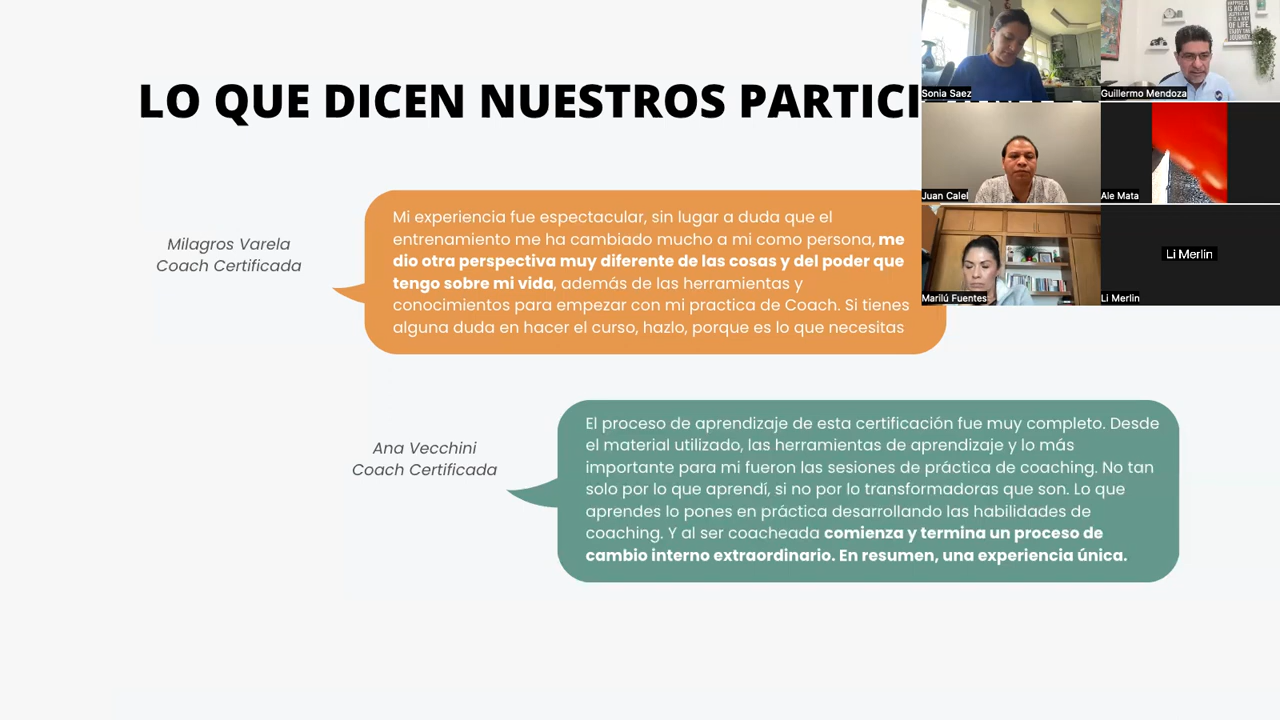 LO QUE DICEN NUESTROS PARTICI
Milagros Varela
Coach Certificada
Mi experiencia fue espectacular, sin lugar a duda que el
entrenamiento me ha cambiado mucho a mi como persona, me
dio otra perspectiva muy diferente de las cosas y del poder que
tengo sobre mi vida, además de las herramientas y
conocimientos para empezar con mi practica de Coach. Si tienes
alguna duda en hacer el curso, hazlo, porque es lo que necesitas
Ana Vecchini
Coach Certificada
El proceso de aprendizaje de esta certificación fue muy completo. Desde
el material utilizado, las herramientas de aprendizaje y lo más
importante para mi fueron las sesiones de práctica de coaching. No tan
solo por lo que aprendí, si no por lo transformadoras que son. Lo que
aprendes lo pones en práctica desarrollando las habilidades de
coaching. Y al ser coacheada comienza y termina un proceso de
cambio interno extraordinario. En resumen, una experiencia única.
Sonia Saez
Guillermo Mendoza
Juan Calel
Ale Mata
Marilú Fuentes
Li Merlin
Li Merlin